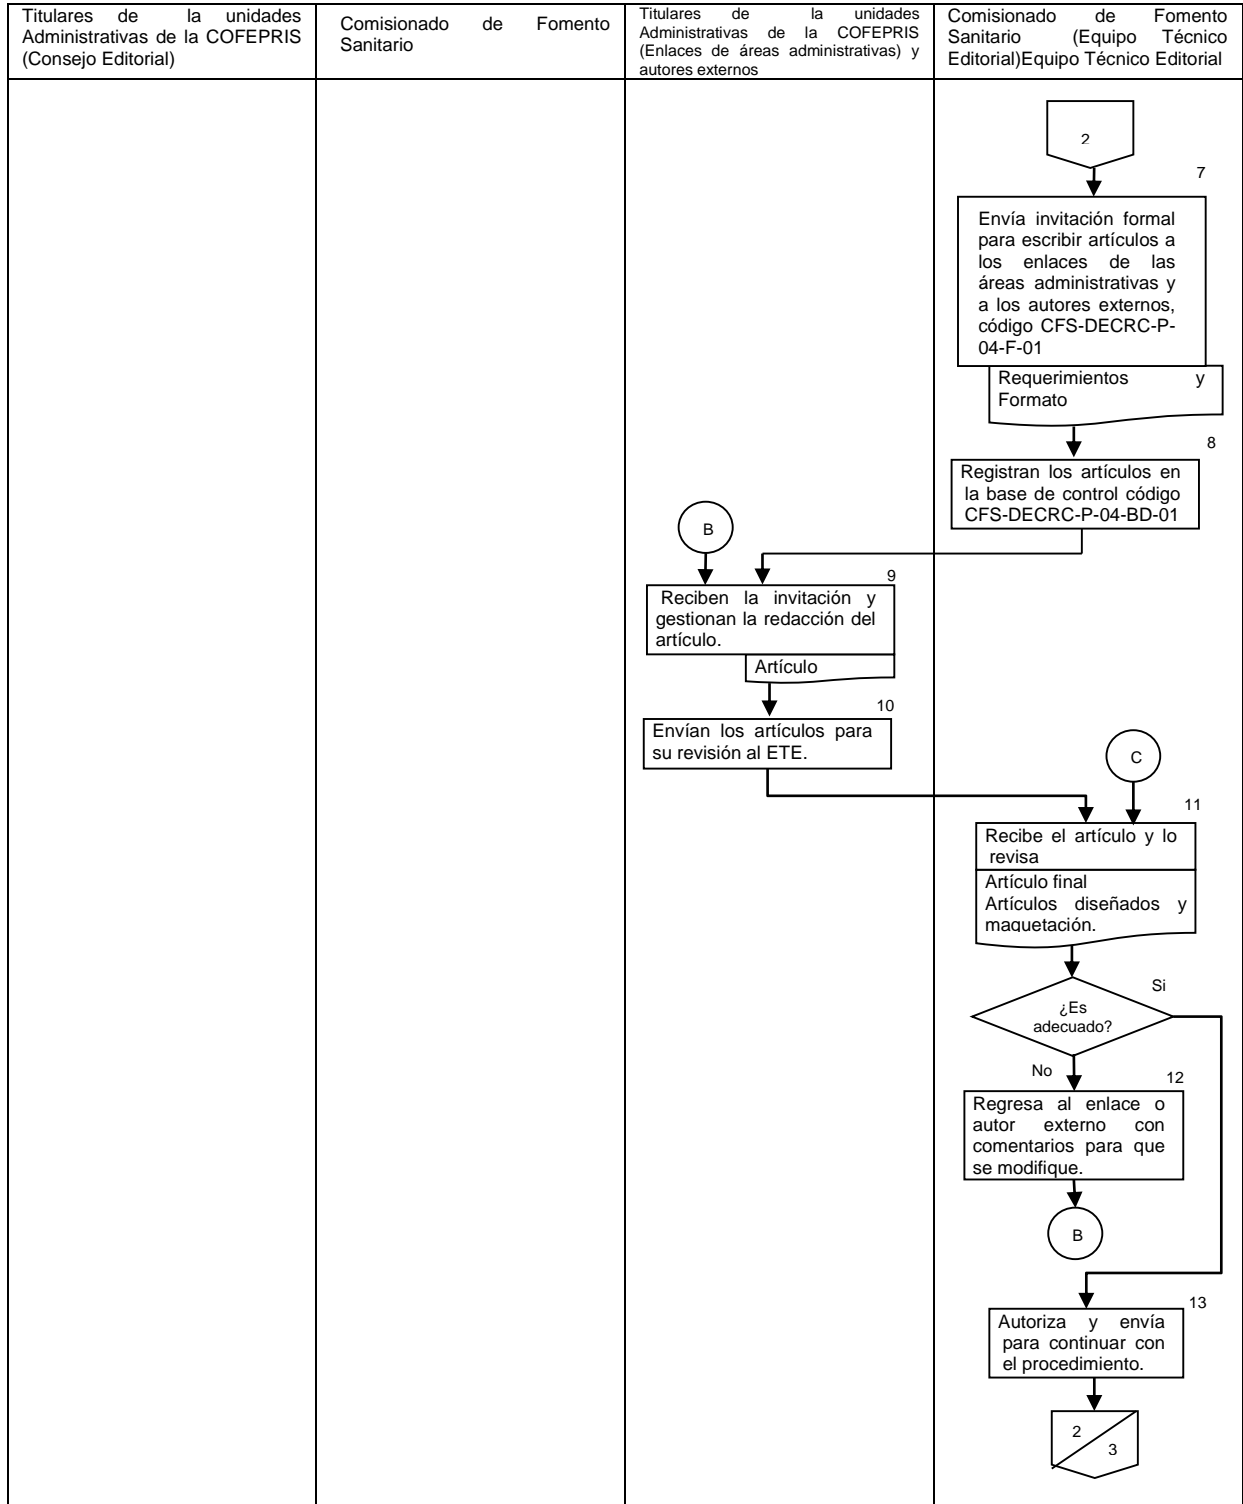 Titulares de la unidades
Administrativas de la COFEPRIS
(Consejo Editorial)
Comisionado de Fomento
Sanitario
Titulares de la unidades
Administrativas de la COFEPRIS
(Enlaces de áreas administrativas) y
autores externos
Comisionado de Fomento
Sanitario (Equipo Técnico
Editorial)Equipo Técnico Editorial
2
7
Envía invitación formal
para escribir artículos a
los enlaces de las
áreas administrativas y
a los autores externos,
código CFS-DECRC-P-
04-F-01
Requerimientos y
Formato
8
Registran los artículos en
la base de control código
CFS-DECRC-P-04-BD-01
B
9
Reciben la invitación y
gestionan la redacción del
artículo.
Artículo
10
Envían los artículos para
su revisión al ETE.
C
11
Recibe el artículo y lo
revisa
Artículo final
Artículos diseñados y
maquetación.
Si
¿Es
adecuado?
No
12
Regresa al enlace o
autor externo con
comentarios para que
se modifique.
B
13
Autoriza y envía
para continuar con
el procedimiento.
2
3